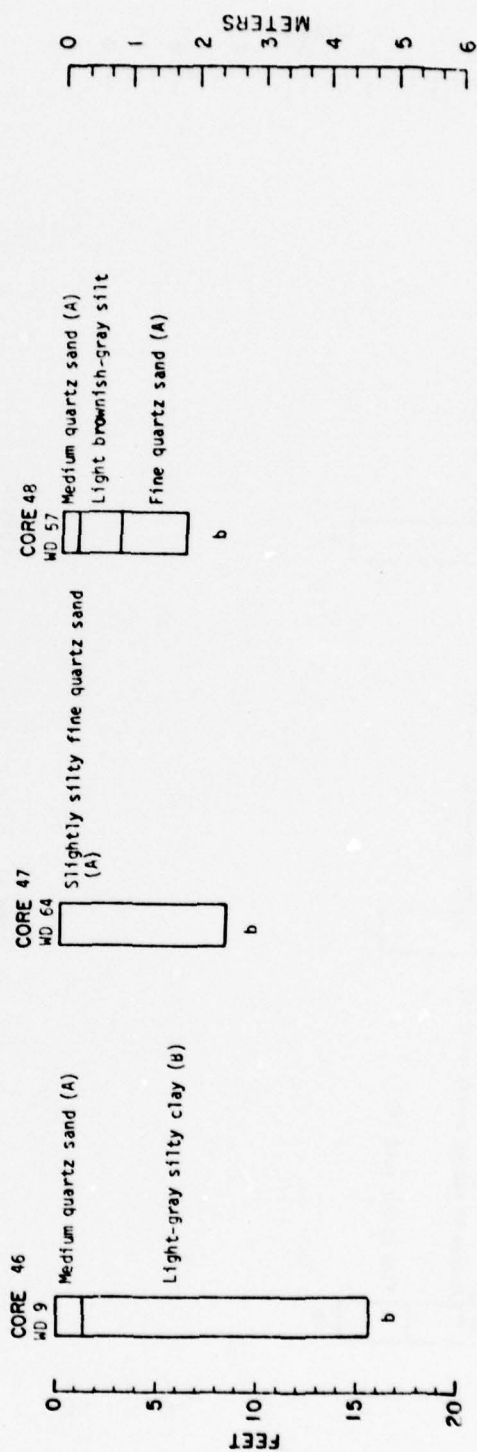 CORE 46
WD 9
Medium quartz sand (A)
Light-gray silty clay (B)
b
CORE 47
WD 64
Slightly silty fine quartz sand
(A)
b
CORE 48
WD 57
Medium quartz sand (A)
Light brownish-gray silt
Fine quartz sand (A)
b
FEET
0
5
10
15
20
METERS
0
1
2
3
4
5
6